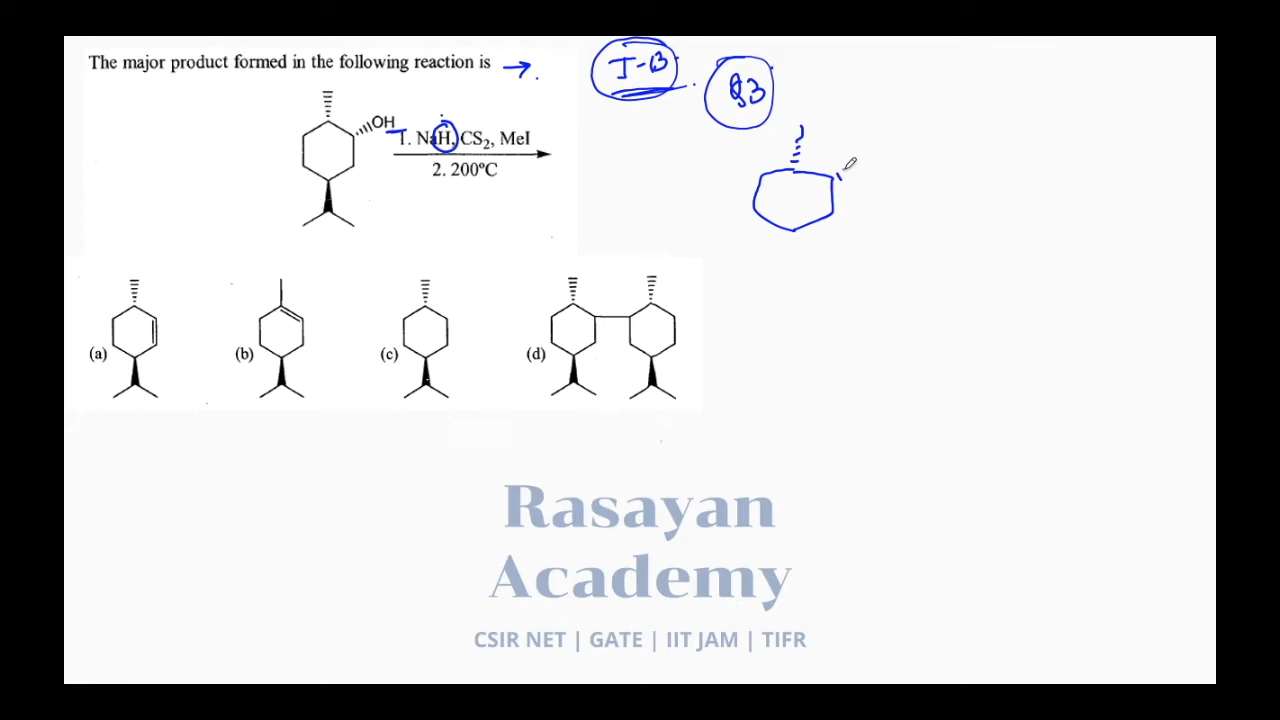 The major product formed in the following reaction is
I-B
OH
1. NaH, CS₂, MeI
2. 200ºC
(a)
(b)
(c)
(d)
Rasayan
Academy
CSIR NET | GATE | IIT JAM | TIFR